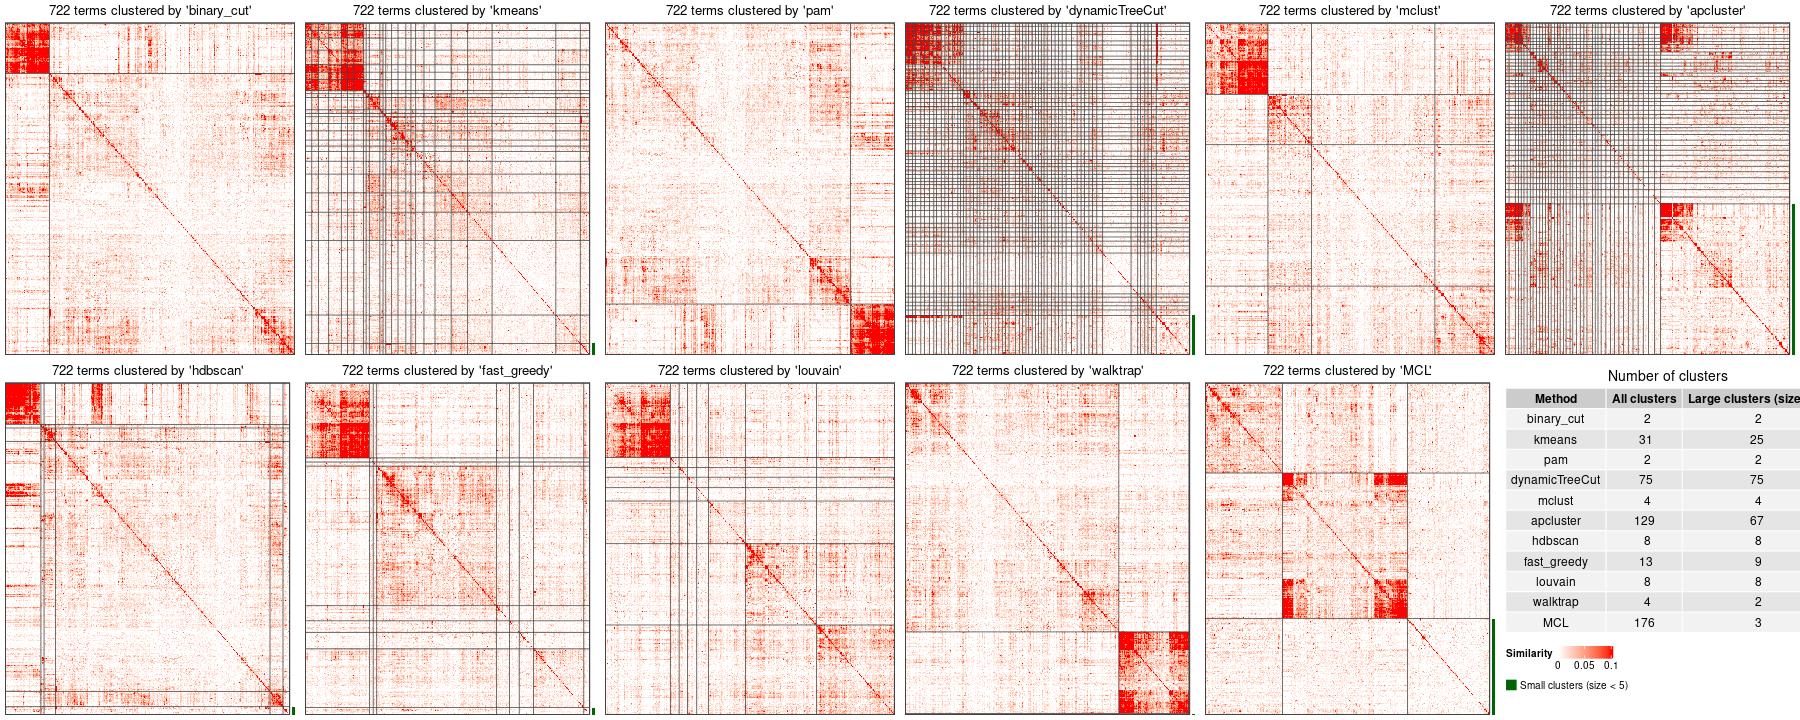 722 terms clustered by 'binary_cut'
722 terms clustered by 'kmeans'
722 terms clustered by 'pam'
722 terms clustered by 'dynamicTreeCut'
722 terms clustered by 'mclust'
722 terms clustered by 'apcluster'
722 terms clustered by 'hdbscan'
722 terms clustered by 'fast_greedy'
722 terms clustered by 'louvain'
722 terms clustered by 'walktrap'
722 terms clustered by 'MCL'
Number of clusters
Method All clusters Large clusters (size
binary_cut 2 2
kmeans 31 25
pam 2 2
dynamicTreeCut 75 75
mclust 4 4
apcluster 129 67
hdbscan 8 8
fast_greedy 13 9
louvain 8 8
walktrap 4 2
MCL 176 3
Similarity
0 0.05 0.1
Small clusters (size < 5)